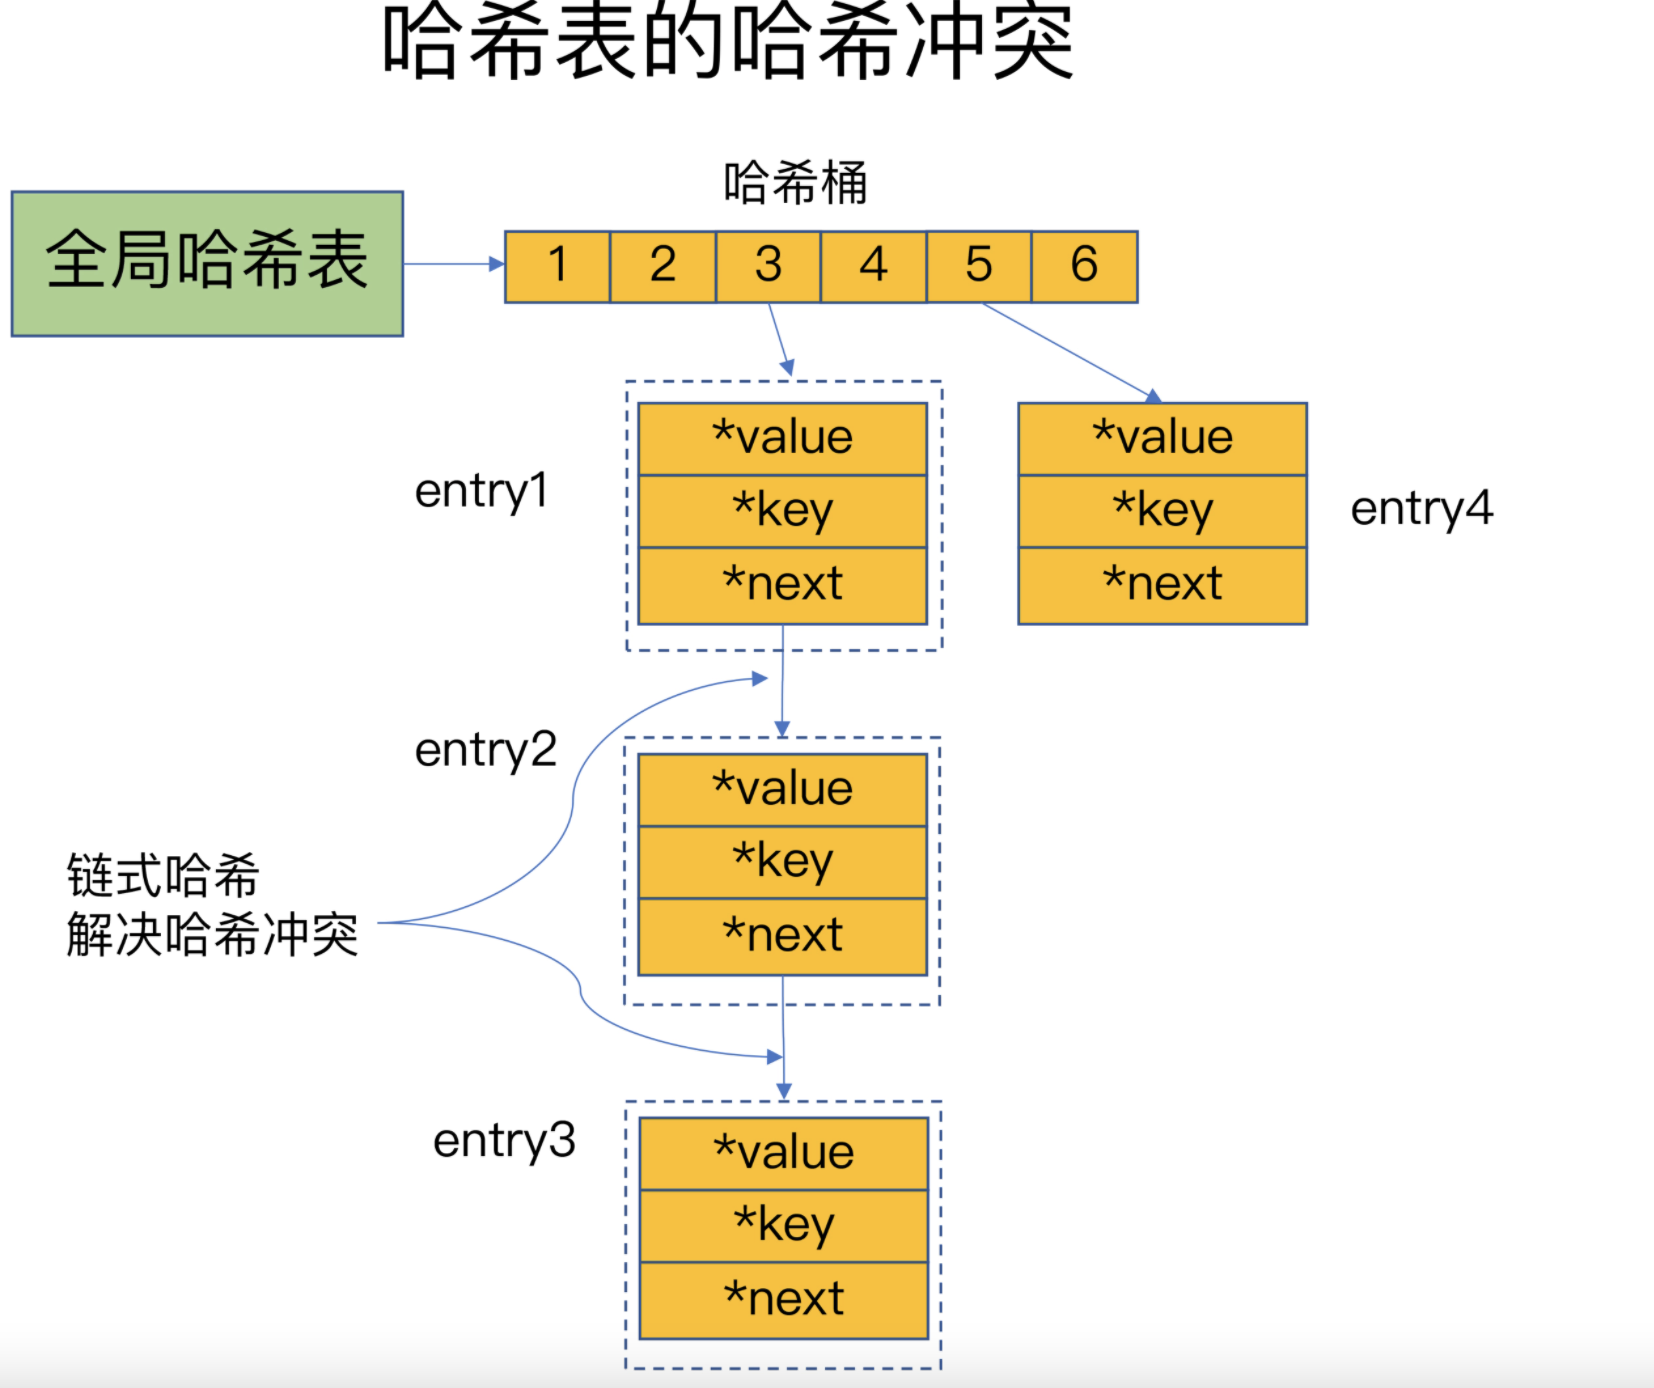 哈希表的哈希冲突
哈希桶
全局哈希表
1 2 3 4 5 6
entry1
*value
*key
*next
*value
*key
*next
entry4
entry2
*value
*key
*next
链式哈希
解决哈希冲突
entry3
*value
*key
*next